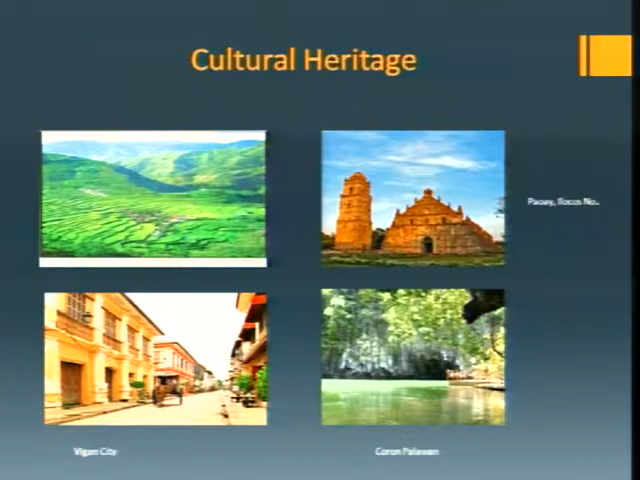 Cultural Heritage
Paoay, Ilocos No.
Vigan City
Coron Palawan